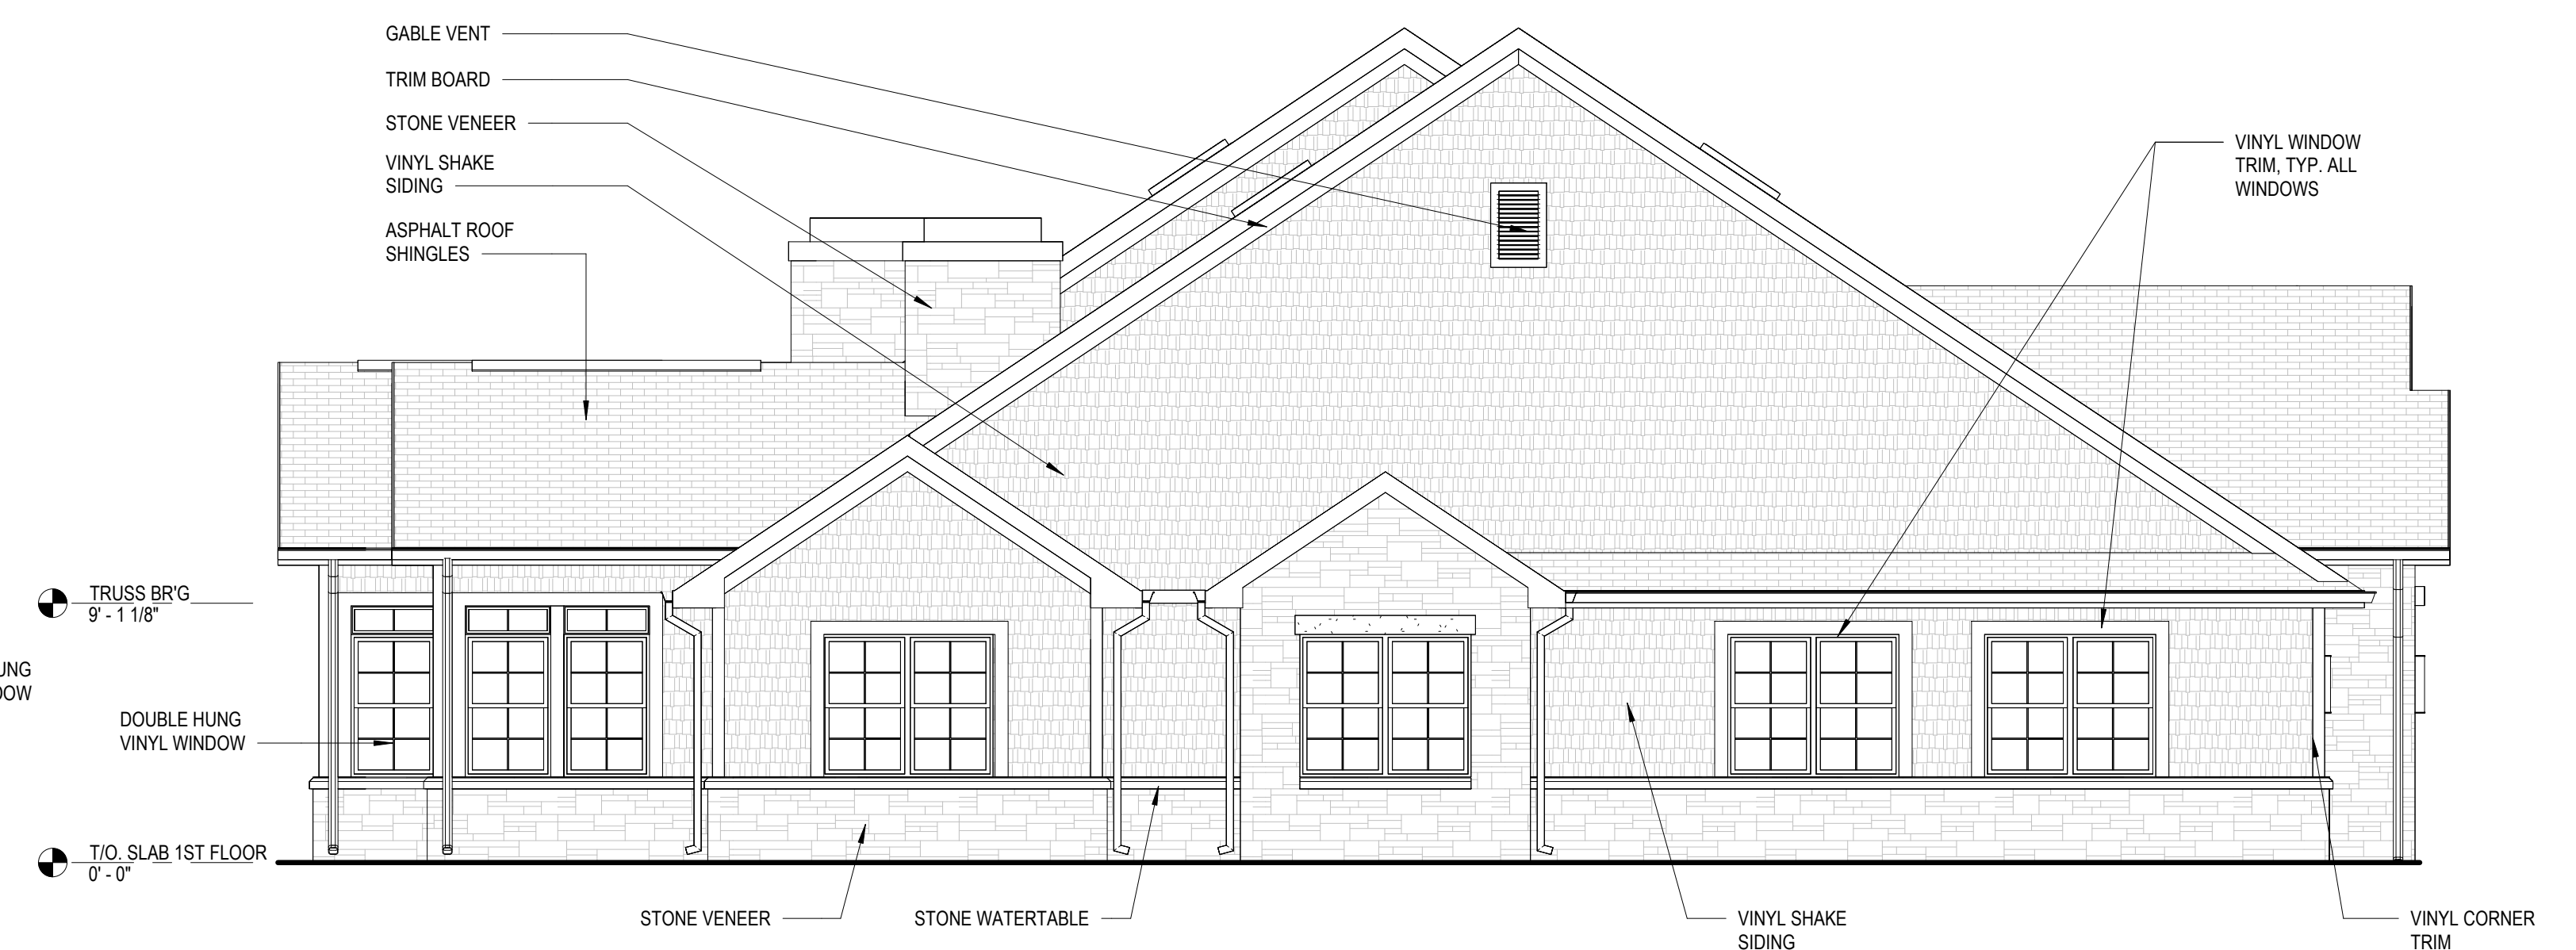 GABLE VENT
TRIM BOARD
STONE VENEER
VINYL SHAKE
SIDING
ASPHALT ROOF
SHINGLES
VINYL WINDOW
TRIM, TYP. ALL
WINDOWS
TRUSS BR'G
9' - 1 1/8"
UNG
OW
DOUBLE HUNG
VINYL WINDOW
T/O. SLAB 1ST FLOOR
0' - 0"
STONE VENEER
STONE WATERTABLE
VINYL SHAKE
SIDING
VINYL CORNER
TRIM